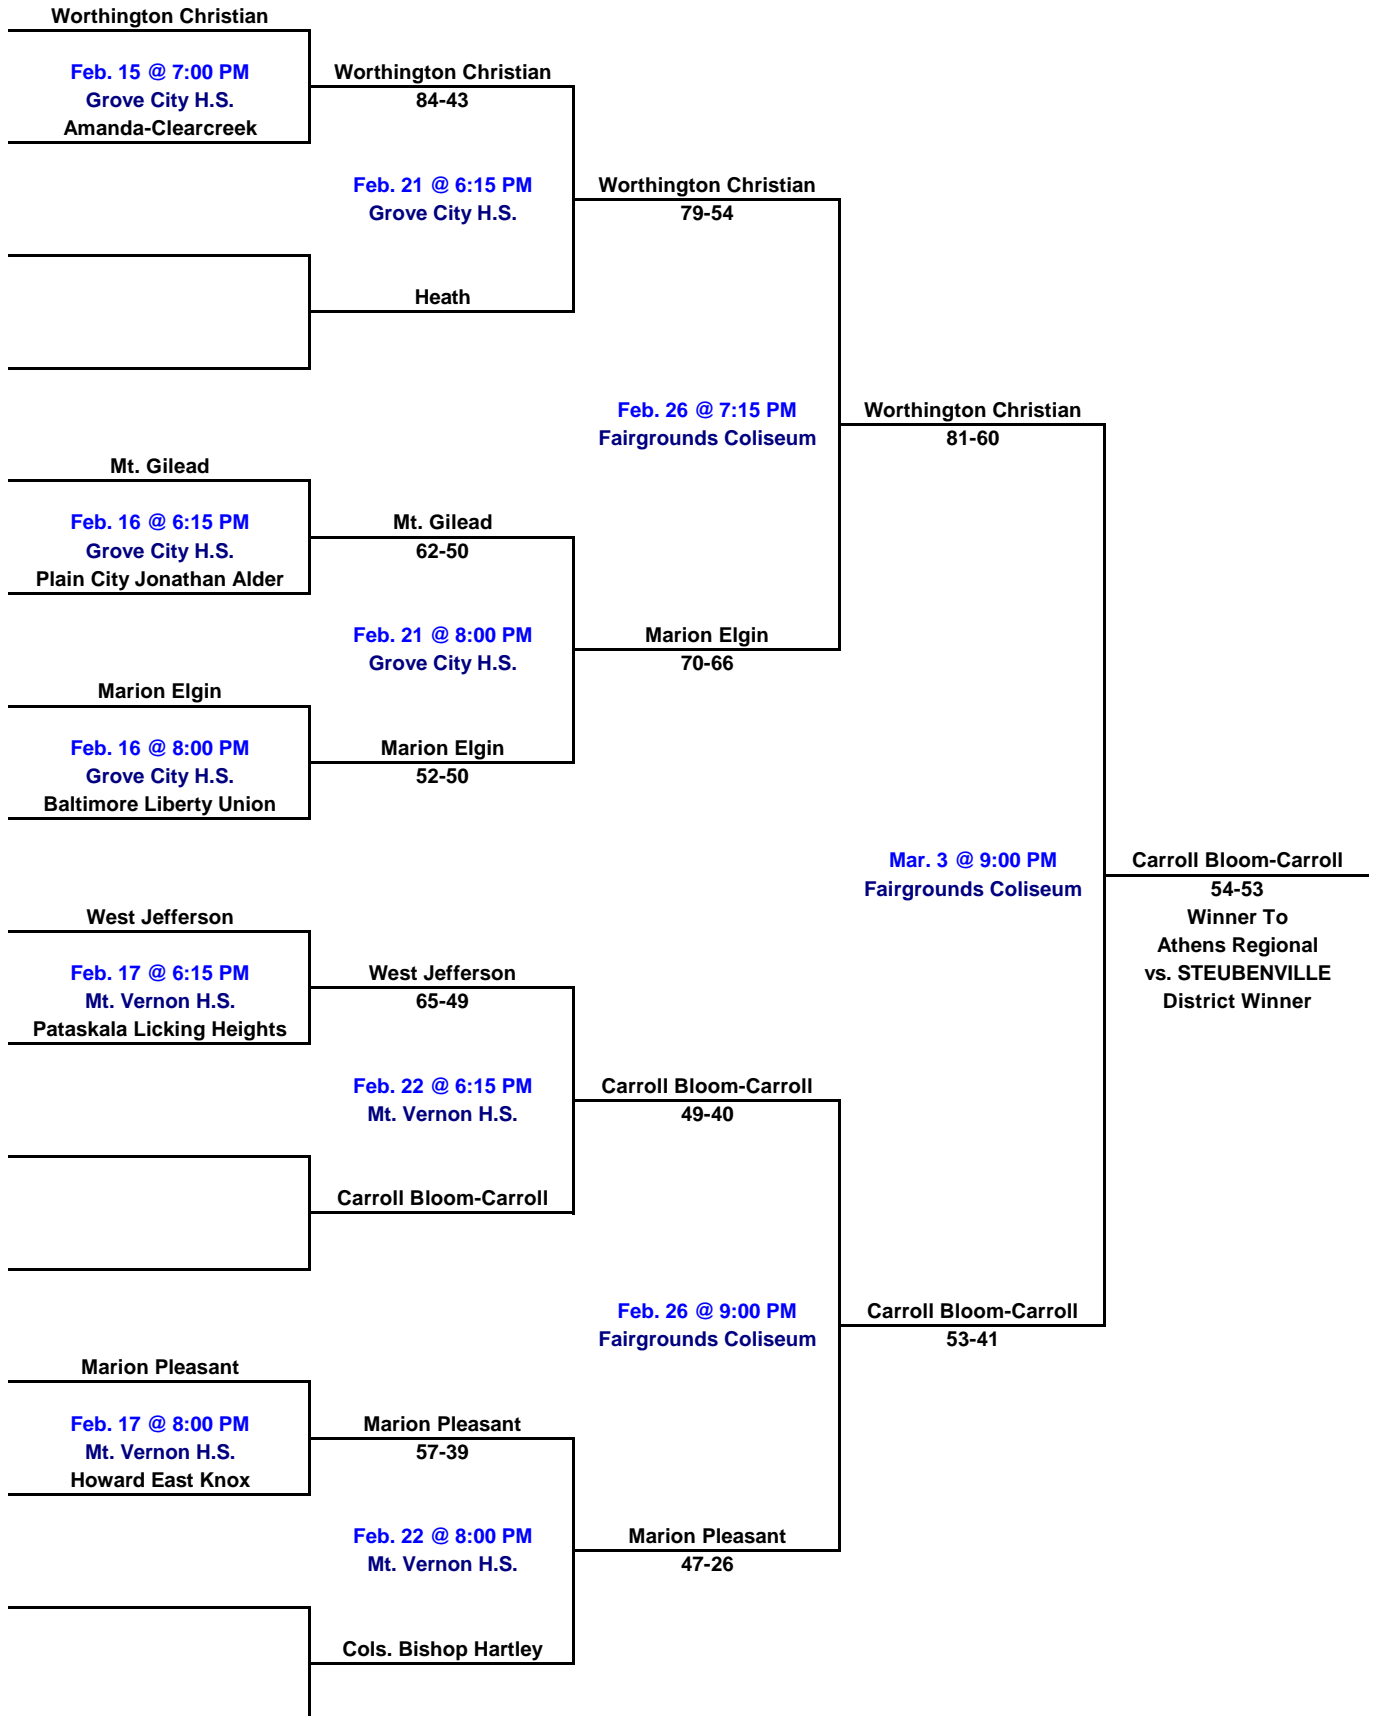 Worthington Christian
Feb. 15 @ 7:00 PM
Grove City H.S.
Amanda-Clearcreek
Worthington Christian
84-43
Feb. 21 @ 6:15 PM
Grove City H.S.
Heath
Worthington Christian
79-54
Mt. Gilead
Feb. 16 @ 6:15 PM
Grove City H.S.
Plain City Jonathan Alder
Mt. Gilead
62-50
Feb. 21 @ 8:00 PM
Grove City H.S.
Marion Elgin
Feb. 16 @ 8:00 PM
Grove City H.S.
Baltimore Liberty Union
Marion Elgin
52-50
Marion Elgin
70-66
Feb. 26 @ 7:15 PM
Fairgrounds Coliseum
Worthington Christian
81-60
West Jefferson
Feb. 17 @ 6:15 PM
Mt. Vernon H.S.
Pataskala Licking Heights
West Jefferson
65-49
Feb. 22 @ 6:15 PM
Mt. Vernon H.S.
Carroll Bloom-Carroll
Carroll Bloom-Carroll
49-40
Marion Pleasant
Feb. 17 @ 8:00 PM
Mt. Vernon H.S.
Howard East Knox
Marion Pleasant
57-39
Feb. 22 @ 8:00 PM
Mt. Vernon H.S.
Cols. Bishop Hartley
Marion Pleasant
47-26
Feb. 26 @ 9:00 PM
Fairgrounds Coliseum
Carroll Bloom-Carroll
53-41
Mar. 3 @ 9:00 PM
Fairgrounds Coliseum
Carroll Bloom-Carroll
54-53
Winner To
Athens Regional
vs. STEUBENVILLE
District Winner